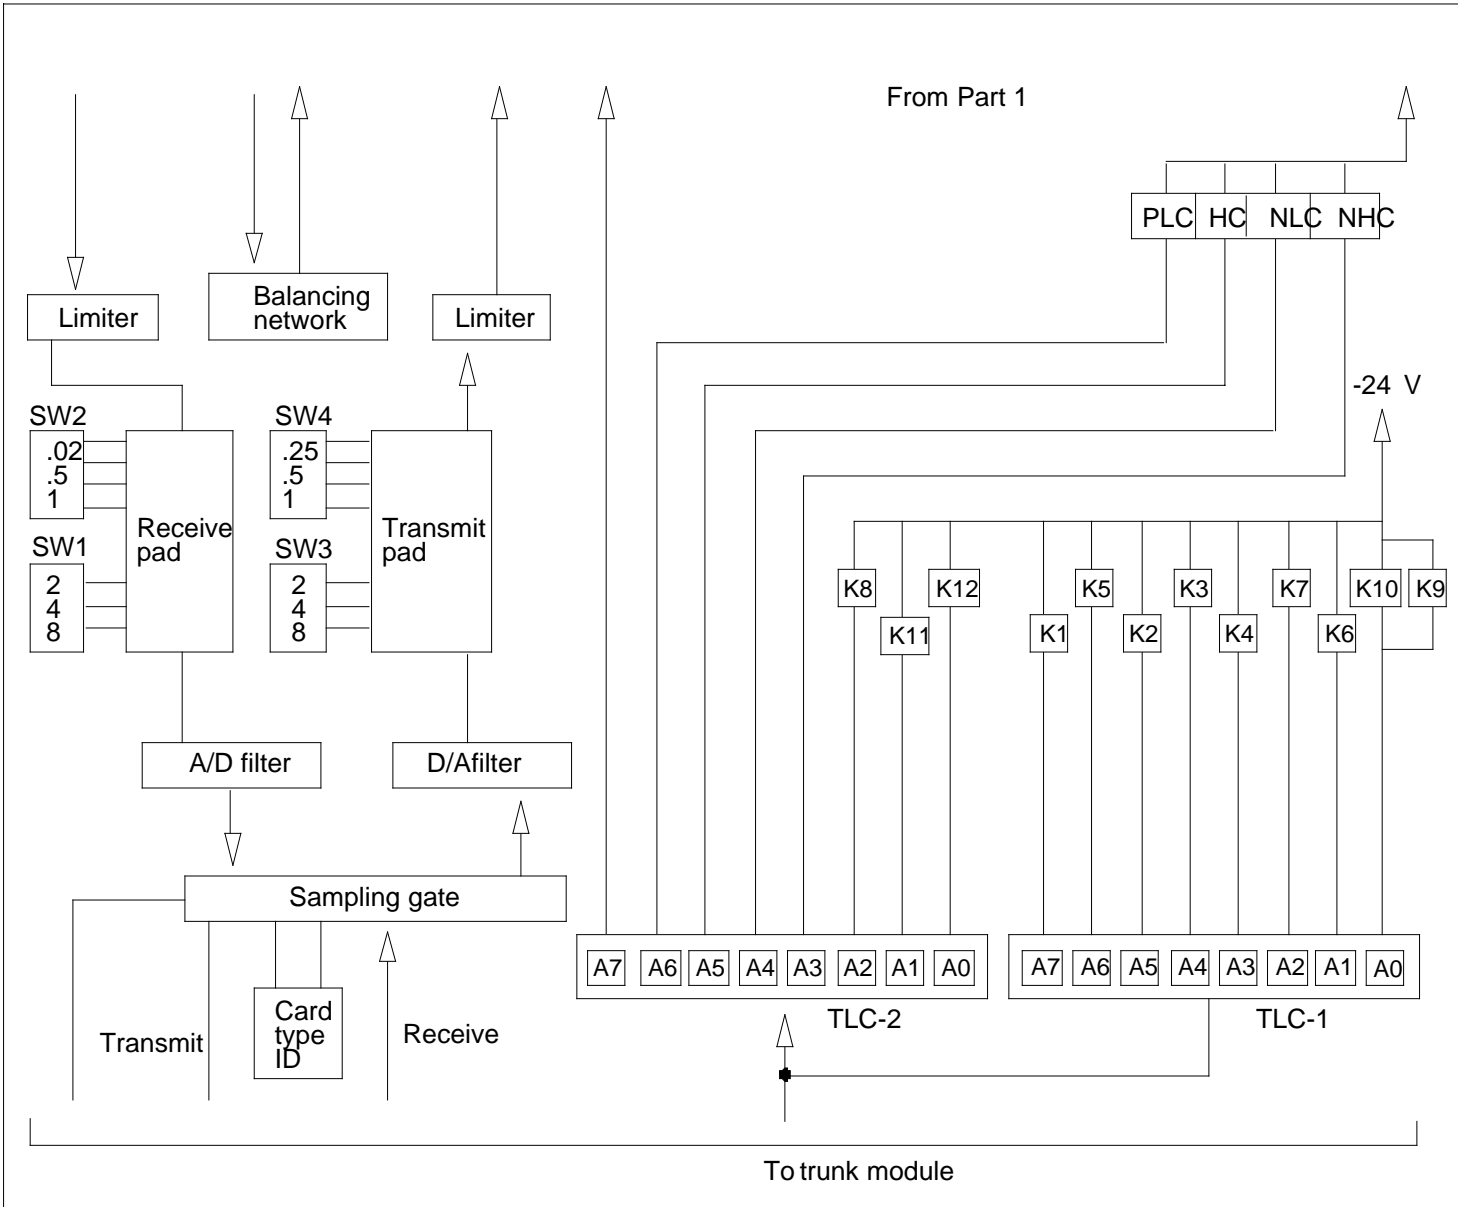 From Part 1
PLC HC NLC NHC
Balancing
network
Limiter
Limiter
-24 V
SW2
.02
.5
1
SW4
.25
.5
1
Receive
pad
Transmit
pad
SW1
2
4
8
SW3
2
4
8
K8 K12 K5 K3 K7 K10 K9
K11 K1 K2 K4 K6
A/D filter
D/Afilter
Sampling gate
A7 A6 A5 A4 A3 A2 A1 A0
A7 A6 A5 A4 A3 A2 A1 A0
TLC-2
TLC-1
Card
type
ID
Transmit
Receive
To trunk module